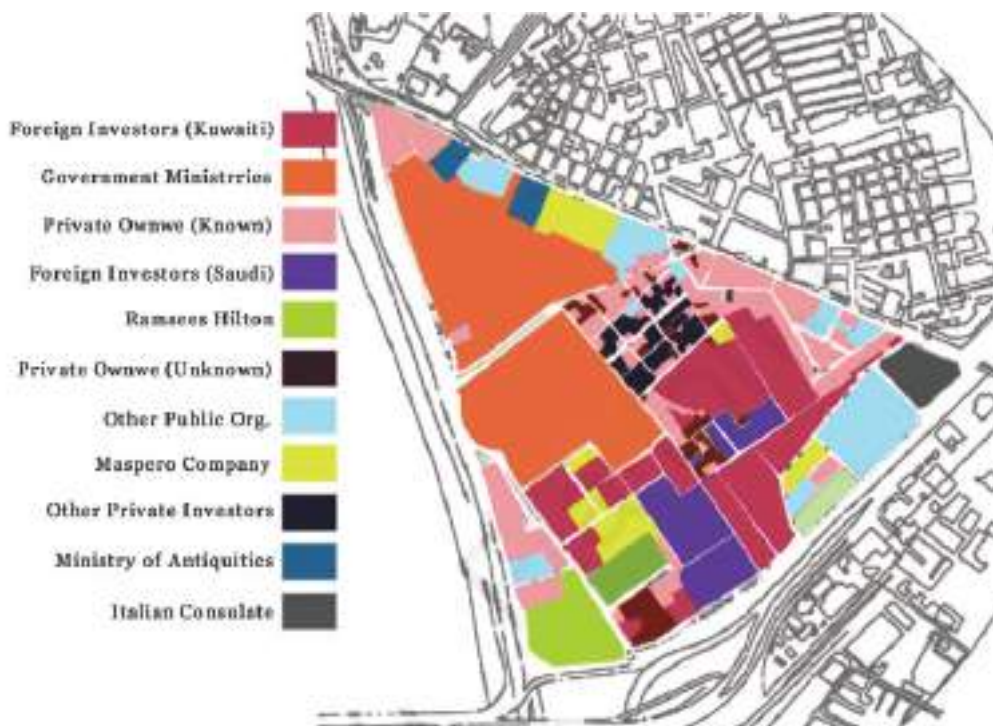 Foreign Investors (Kuwaiti)
Government Ministrries
Private Ownwe (Known)
Foreign Investors (Saudi)
Ramsees Hilton
Private Ownwe (Unknown)
Other Public Org.
Maspero Company
Other Private Investors
Ministry of Antiquitics
Italian Consulate